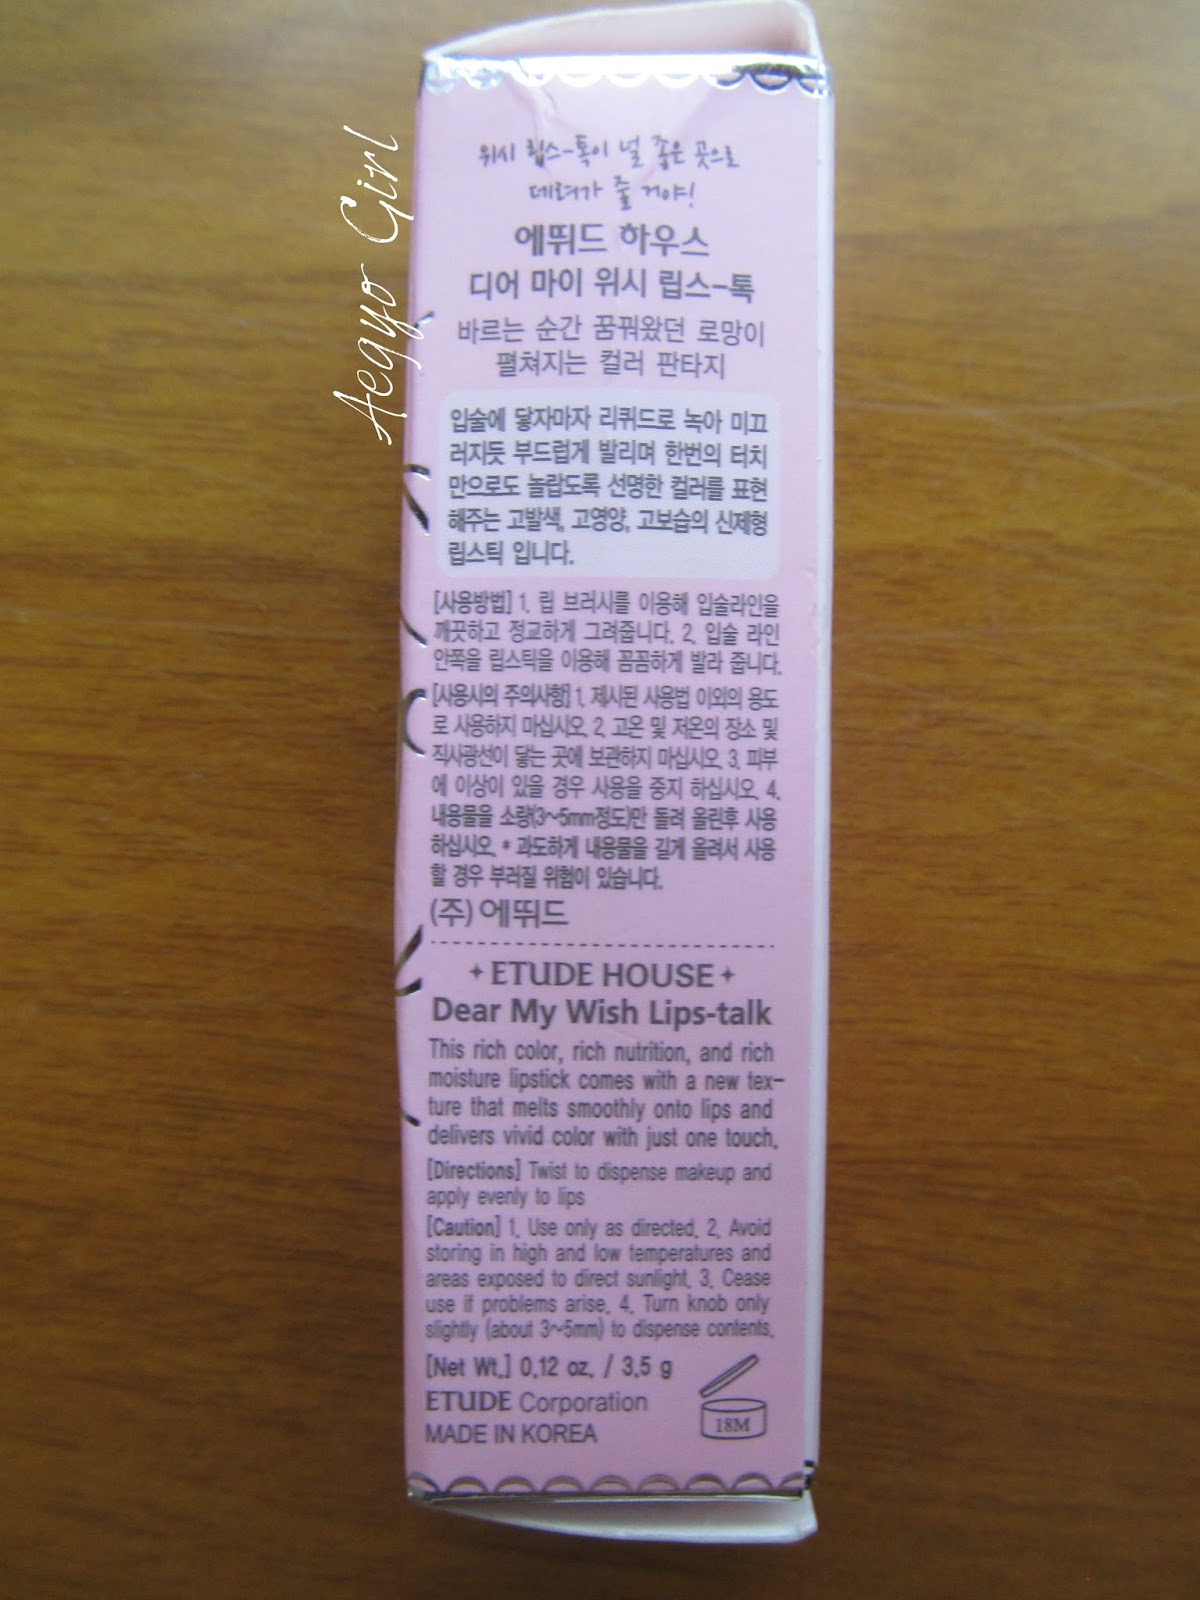 위시 립스-톡이 널 좋은 곳으로
데려가 줄 거야!
에뛰드 하우스
디어 마이 위시 립스-톡
바르는 순간 꿈꿔왔던 로망이
펼쳐지는 컬러 판타지
입술에 닿자마자 리퀴드로 녹아 미끄
러지듯 부드럽게 발리며 한번의 터치
만으로도 놀랍도록 선명한 컬러를 표현
해주는 고발색, 고영양, 고보습의 신제형
립스틱 입니다.
[사용방법] 1. 립 브러시를 이용해 입술라인을
깨끗하고 정교하게 그려줍니다. 2. 입술 라인
안쪽을 립스틱을 이용해 꼼꼼하게 발라 줍니다.
[사용시의 주의사항] 1. 제시된 사용법 이외의 용도
로 사용하지 마십시오. 2. 고온 및 저온의 장소 및
직사광선이 닿는 곳에 보관하지 마십시오. 3. 피부
에 이상이 있을 경우 사용을 중지 하십시오. 4.
내용물을 소량(3~5mm정도)만 돌려 올린후 사용
하십시오. * 과도하게 내용물을 길게 올려서 사용
할 경우 부러질 위험이 있습니다.
(주) 에뛰드
ETUDE HOUSE
Dear My Wish Lips-talk
This rich color, rich nutrition, and rich
moisture lipstick comes with a new tex-
ture that melts smoothly onto lips and
delivers vivid color with just one touch.
[Directions] Twist to dispense makeup and
apply evenly to lips
[Caution] 1. Use only as directed. 2. Avoid
storing in high and low temperatures and
areas exposed to direct sunlight. 3. Cease
use if problems arise. 4. Turn knob only
slightly (about 3~5mm) to dispense contents.
[Net Wt.] 0.12 oz. / 3.5 g
ETUDE Corporation
MADE IN KOREA
18M
Aegyo Girl